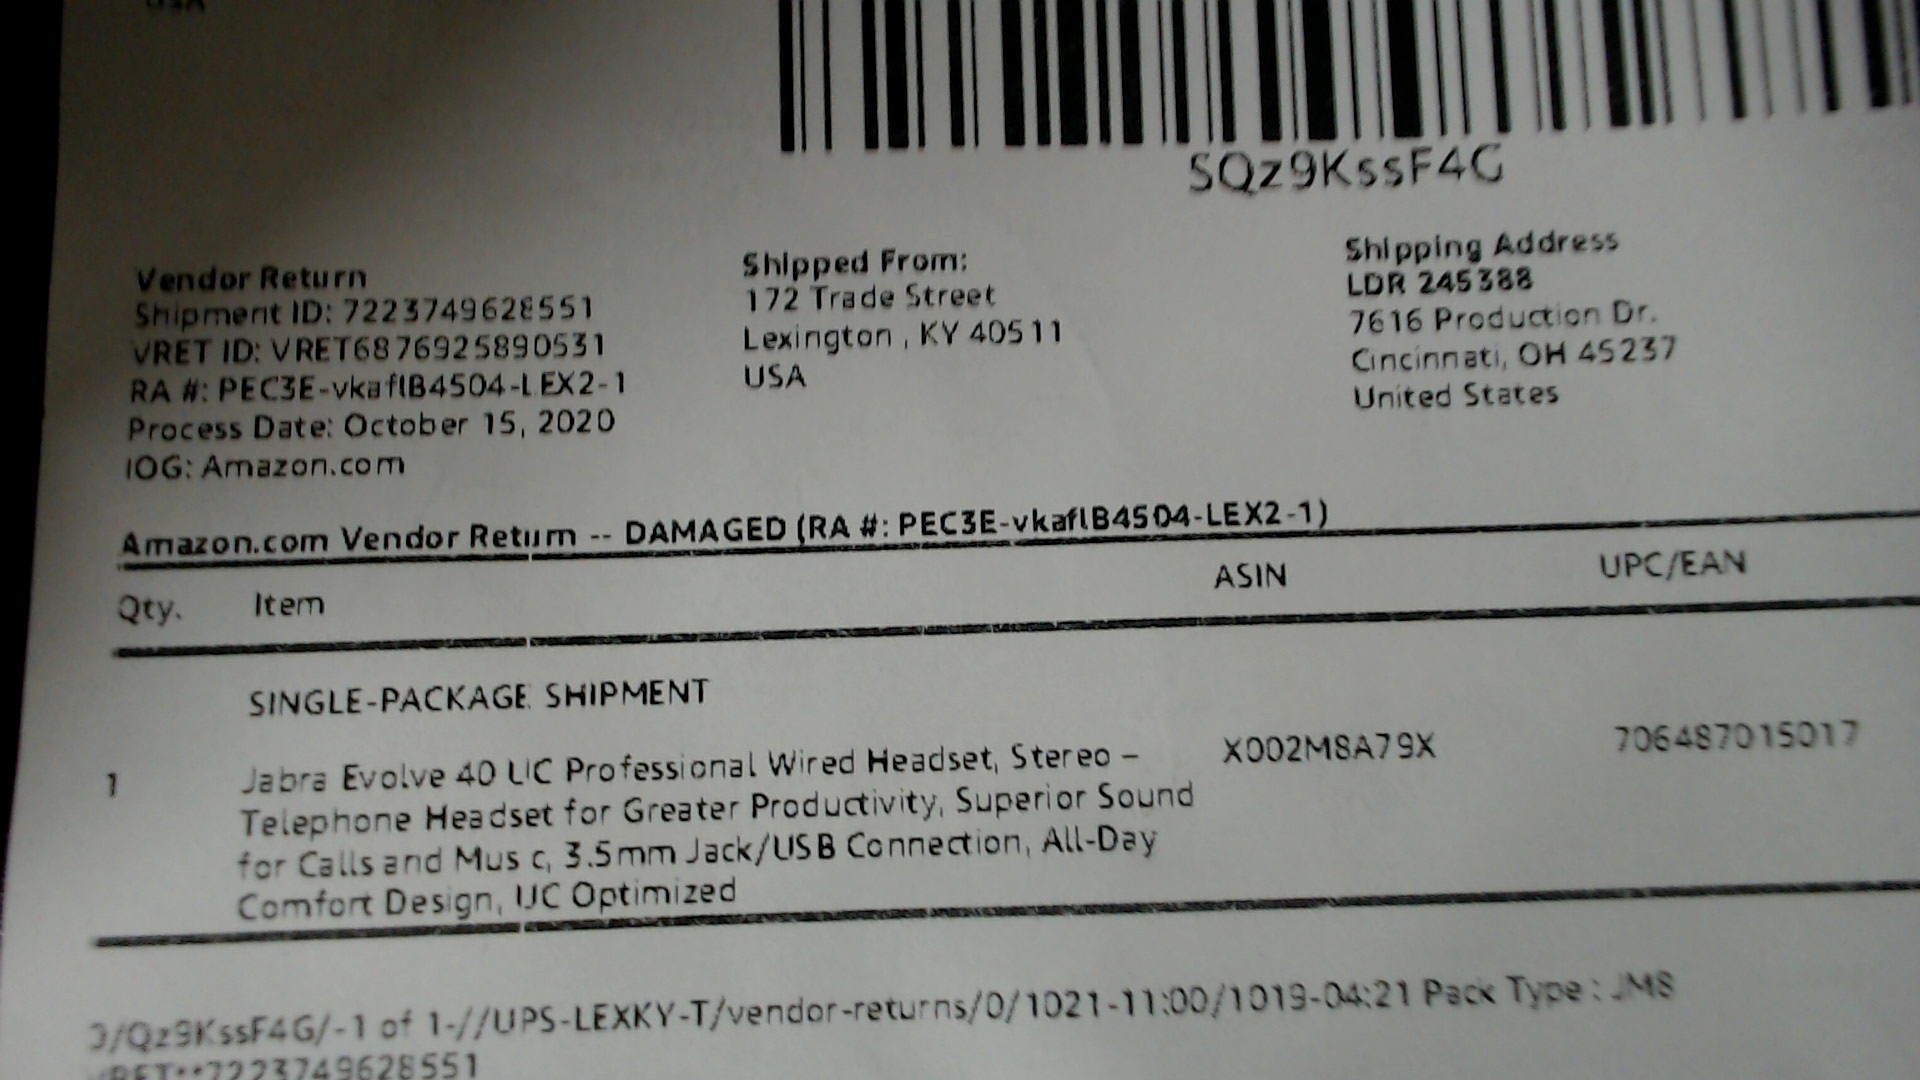 USA
SQz9KssF4G
Vendor Return
Shipment ID: 7223749628551
VRET ID: VRET6876925890531
RA #: PEC3E-vkaflB4504-LEX2-1
Process Date: October 15, 2020
IOG: Amazon.com
Shipped From:
172 Trade Street
Lexington , KY 40511
USA
Shipping Address
LDR 245388
7616 Production Dr.
Cincinnati, OH 45237
United States
Amazon.com Vendor Return -- DAMAGED (RA #: PEC3E-vkaflB4504-LEX2-1)
Qty. Item ASIN UPC/EAN
SINGLE-PACKAGE SHIPMENT
1 Jabra Evolve 40 UC Professional Wired Headset, Stereo – X002M8A79X 706487015017
Telephone Headset for Greater Productivity, Superior Sound
for Calls and Music, 3.5mm Jack/USB Connection, All-Day
Comfort Design, UC Optimized
/Qz9KssF4G/-1 of 1-//UPS-LEXKY-T/vendor-returns/0/1021-11:00/1019-04:21 Pack Type :
VRET**7223749628551